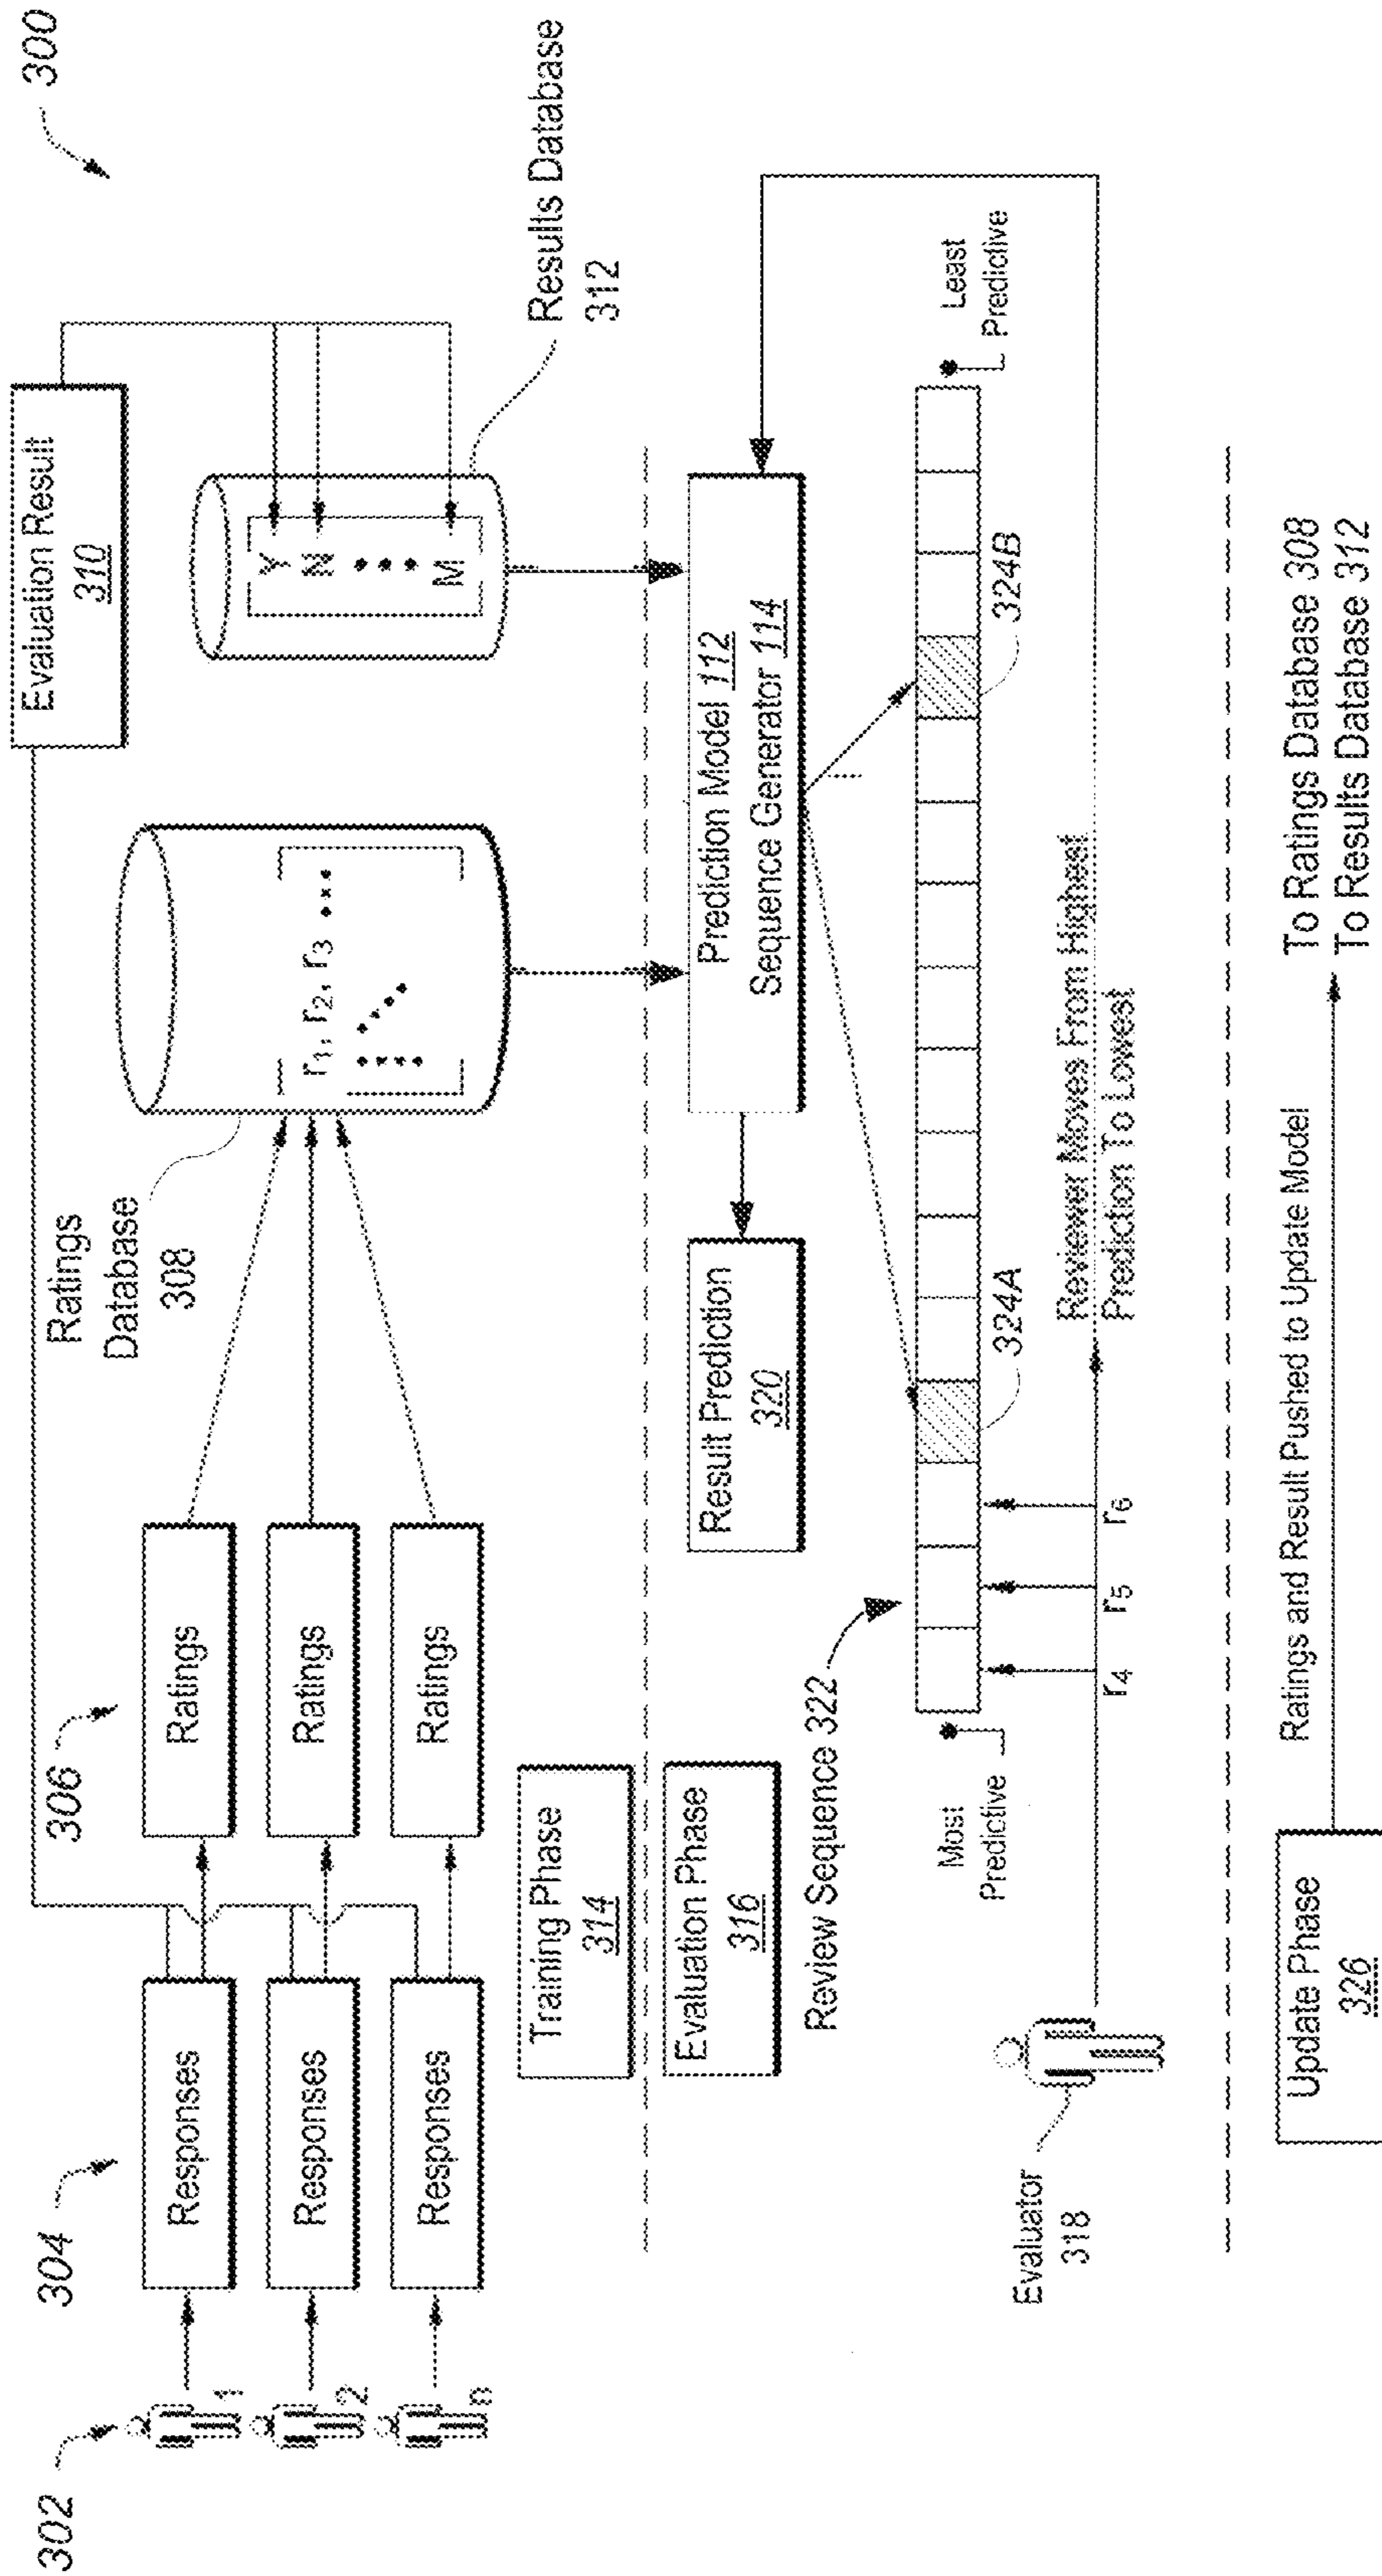 300
302
304
306
1
2
n
Responses
Responses
Responses
Ratings
Ratings
Ratings
Ratings
Database
308
r1, r2, r3
Evaluation Result
310
Y
N
M
Results Database
312
Training Phase
314
Evaluation Phase
316
Prediction Model 112
Sequence Generator 114
Result Prediction
320
Review Sequence 322
Most
Predictive
Least
Predictive
324A
324B
r4
r5
r6
Reviewer Moves From Highest
Prediction To Lowest
Evaluator
318
Update Phase
326
Ratings and Result Pushed to Update Model
To Ratings Database 308
To Results Database 312